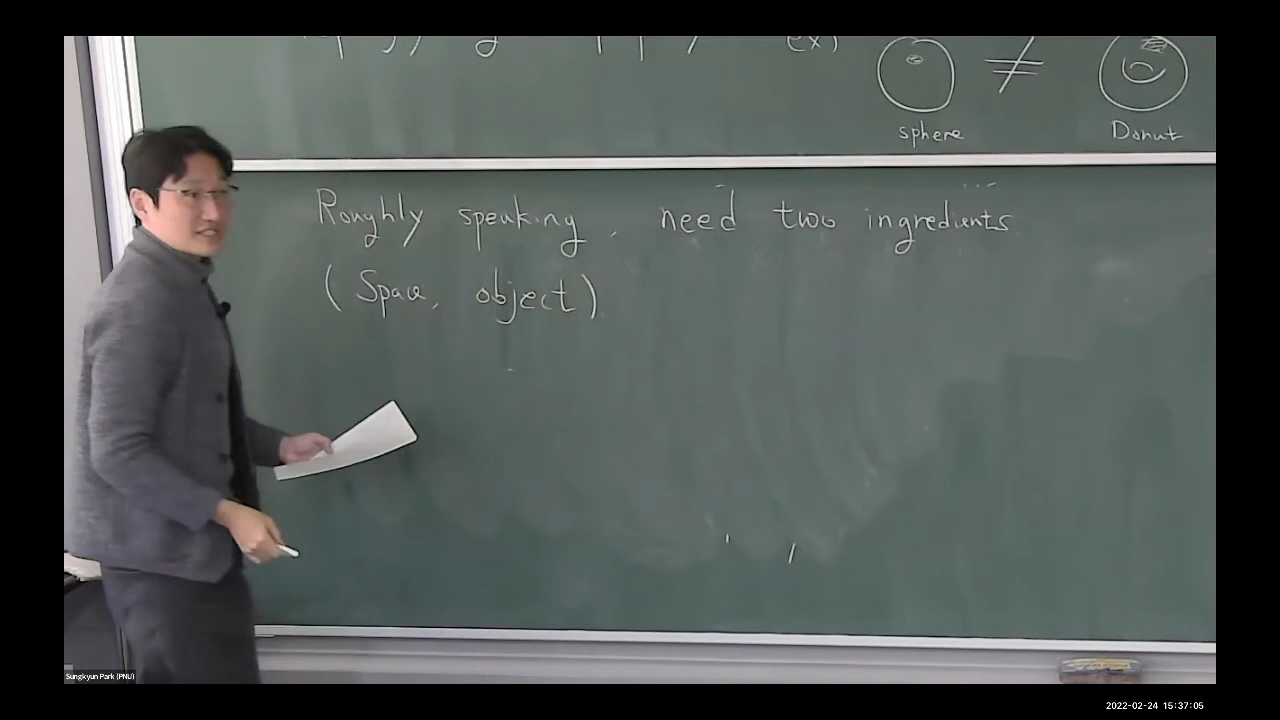 (ex)
≠
sphere Donut
Roughly speaking, need two ingredients
(Space, object)
Sungkyun Park (PNU)
2022-02-24 15:37:05